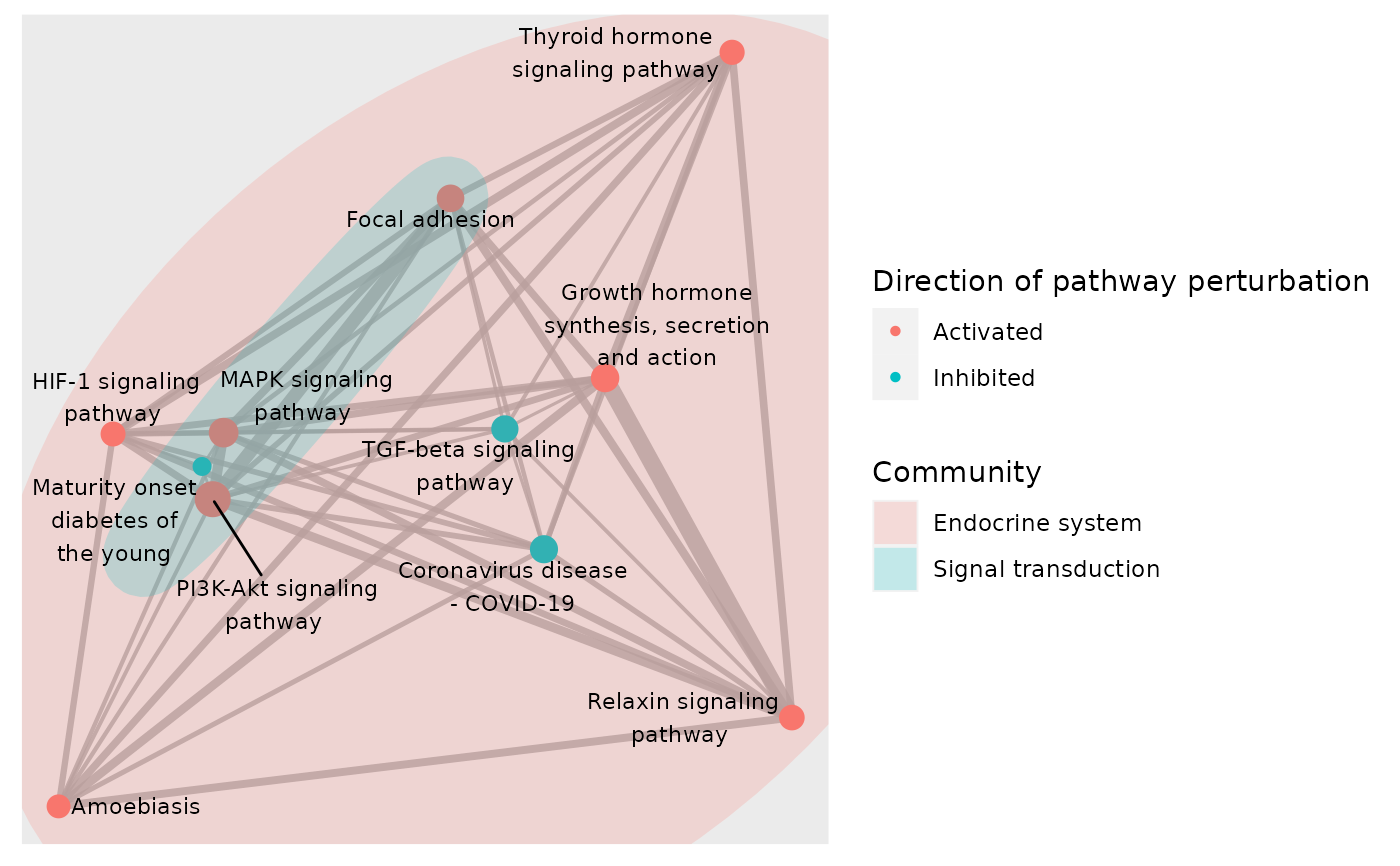 Thyroid hormone
signaling pathway
Focal adhesion
Growth hormone
synthesis, secretion
and action
HIF-1 signaling
pathway
MAPK signaling
pathway
TGF-beta signaling
pathway
Maturity onset
diabetes of
the young
PI3K-Akt signaling
pathway
Coronavirus disease
- COVID-19
Relaxin signaling
pathway
Amoebiasis
Direction of pathway perturbation
Activated
Inhibited
Community
Endocrine system
Signal transduction